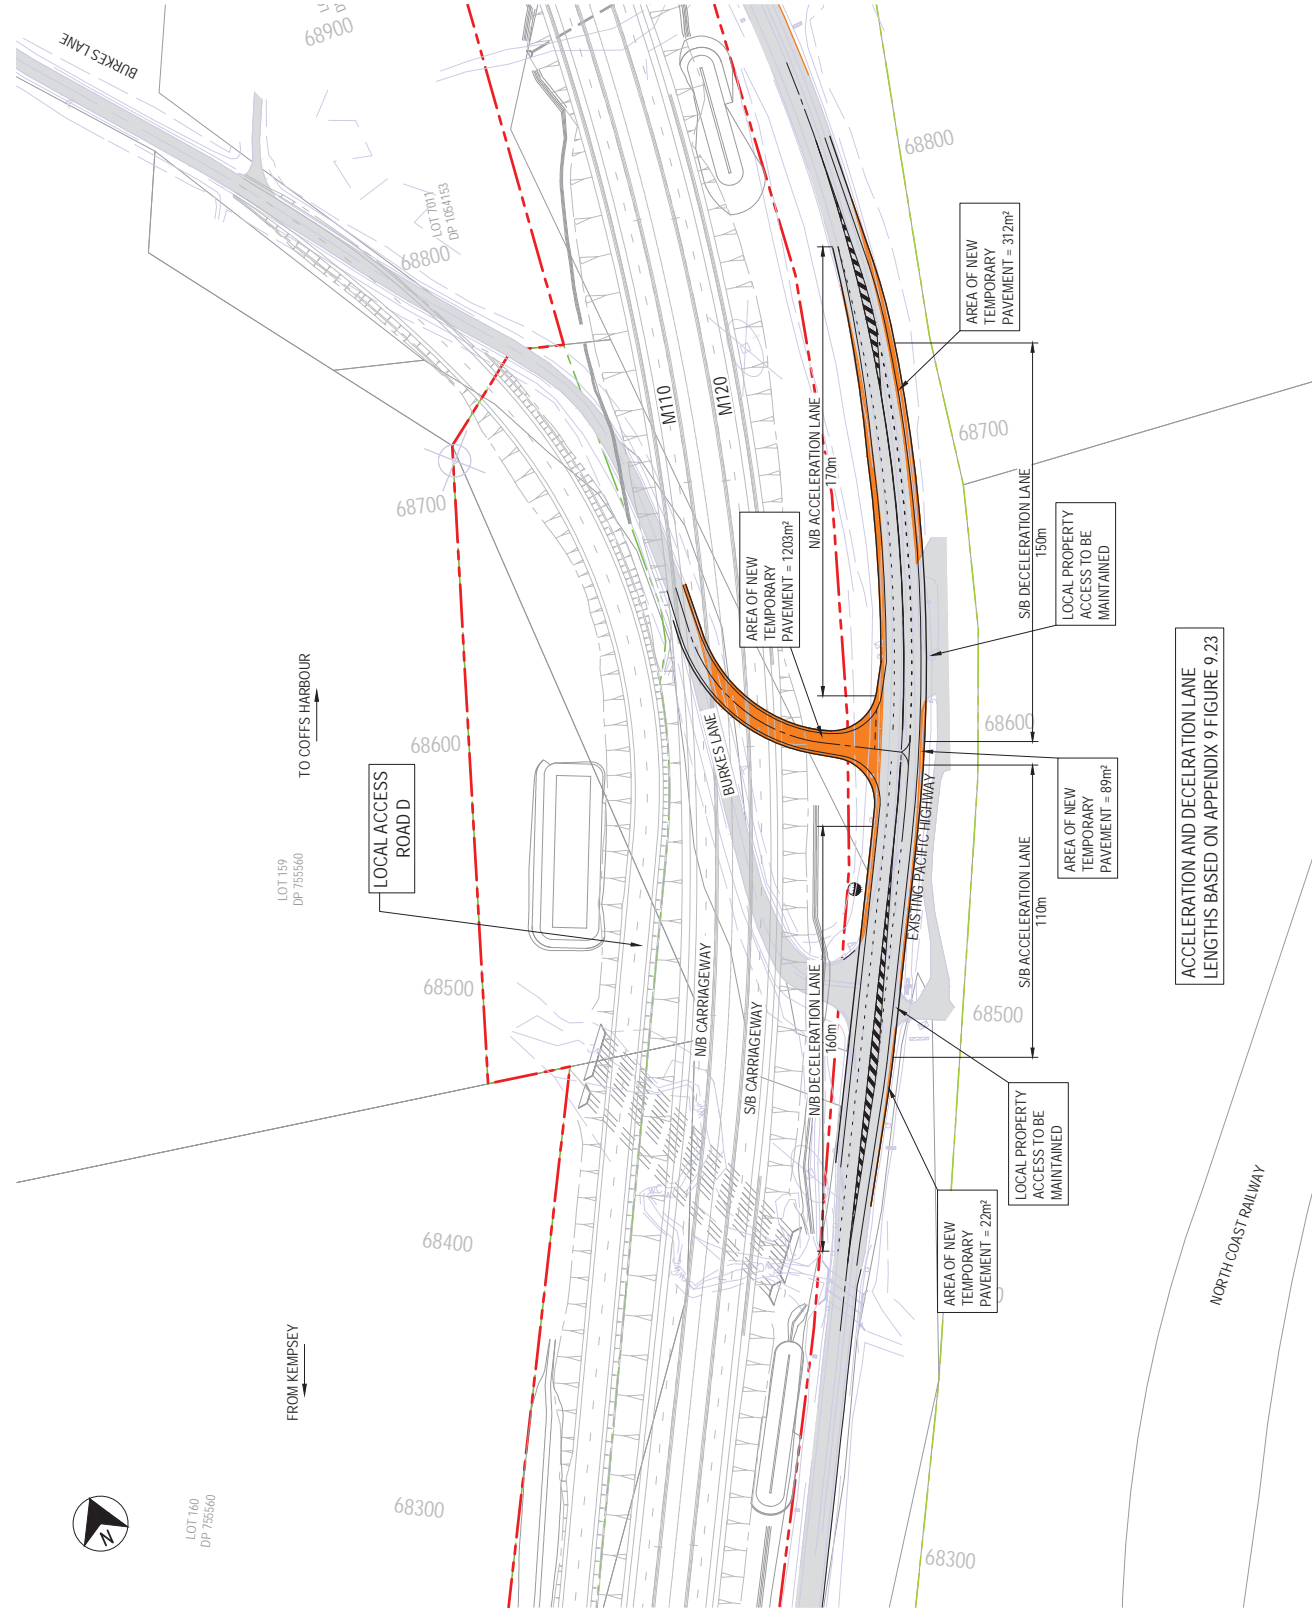 BURKES LANE
68900
LOT 7011
DP 1054153
68800
68800
AREA OF NEW
TEMPORARY
PAVEMENT = 312m²
M110
M120
N/B ACCELERATION LANE
170m
68700
68700
S/B DECELERATION LANE
150m
AREA OF NEW
TEMPORARY
PAVEMENT = 1203m²
LOCAL PROPERTY
ACCESS TO BE
MAINTAINED
TO COFFS HARBOUR
68600
68600
BURKES LANE
LOCAL ACCESS
ROAD D
EXISTING PACIFIC HIGHWAY
AREA OF NEW
TEMPORARY
PAVEMENT = 89m²
ACCELERATION AND DECELRATION LANE
LENGTHS BASED ON APPENDIX 9 FIGURE 9.23
LOT 159
DP 755560
S/B ACCELERATION LANE
110m
68500
68500
N/B CARRIAGEWAY
S/B CARRIAGEWAY
N/B DECELERATION LANE
160m
LOCAL PROPERTY
ACCESS TO BE
MAINTAINED
AREA OF NEW
TEMPORARY
PAVEMENT = 22m²
68400
NORTH COAST RAILWAY
FROM KEMPSEY
N
LOT 160
DP 755560
68300
68300